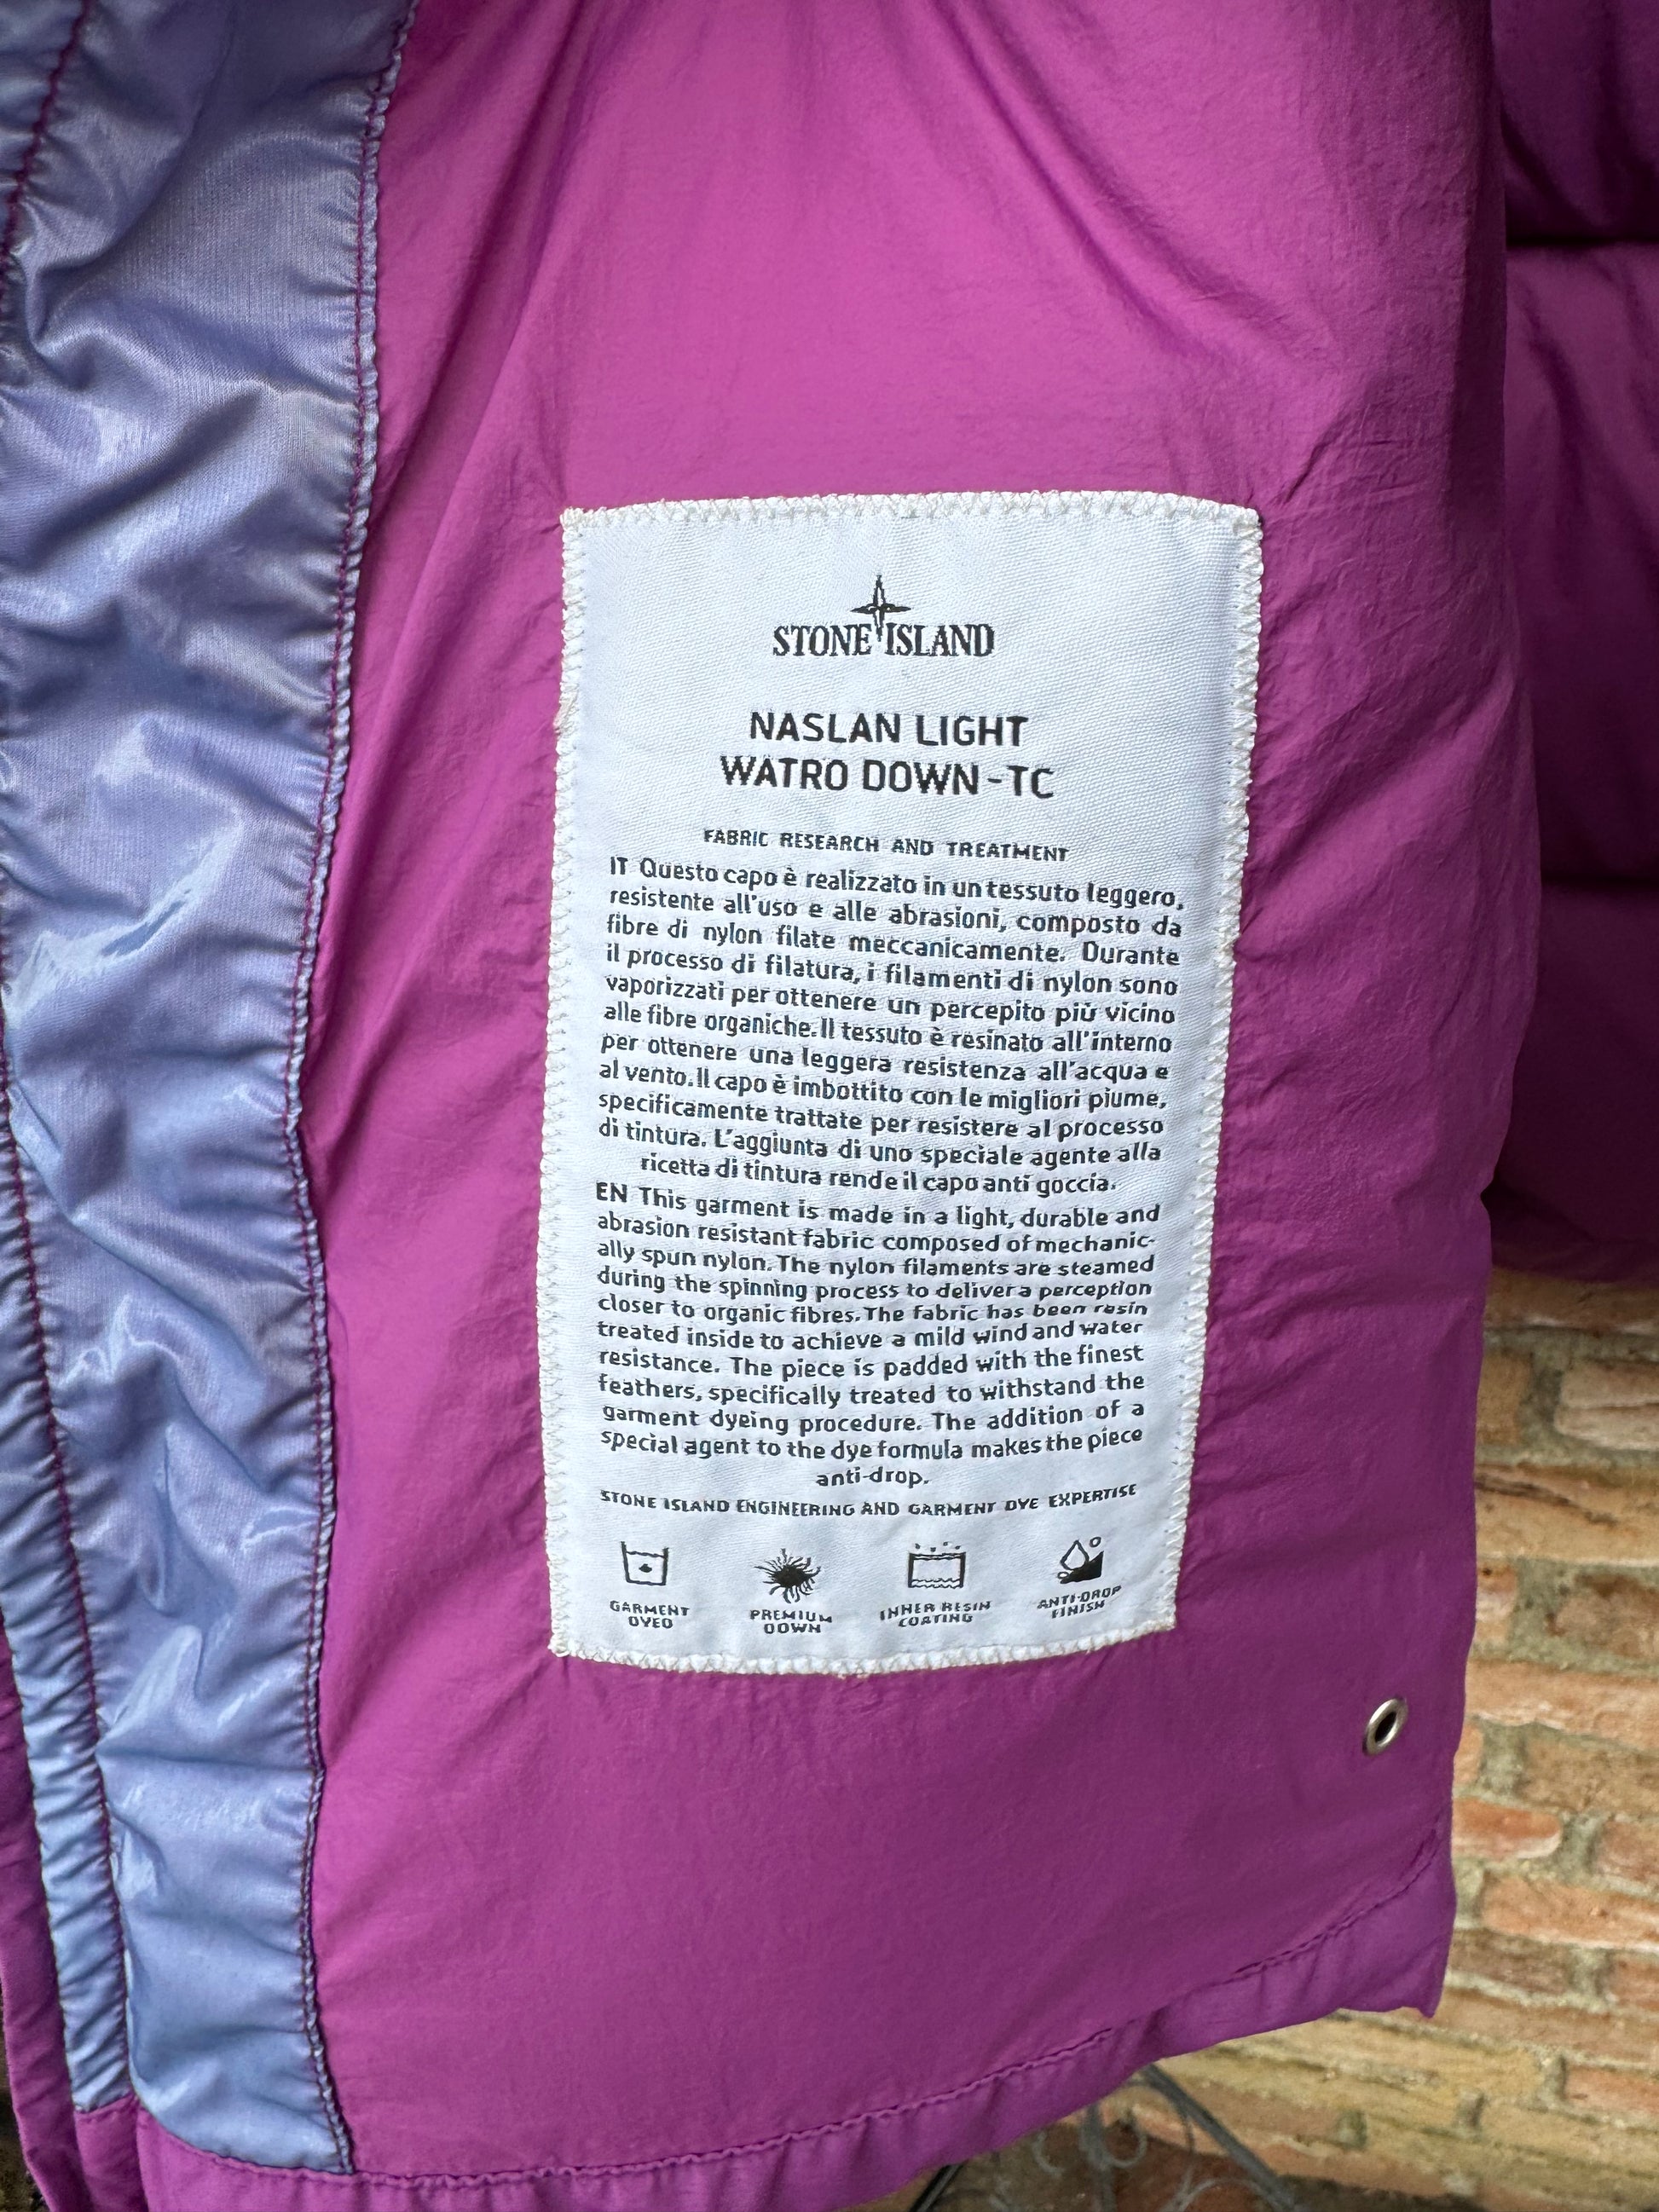 STONE ISLAND
NASLAN LIGHT
WATRO DOWN-TC
FABRIC RESEARCH AND TREATMENT
IT Questo capo è realizzato in un tessuto leggero,
resistente all'uso e alle abrasioni, composto da
fibre di nylon filate meccanicamente. Durante
il processo di filatura, i filamenti di nylon sono
vaporizzati per ottenere un percepito più vicino
alle fibre organiche. Il tessuto è resinato all'interno
per ottenere una leggera resistenza all'acqua e
al vento. Il capo è imbottito con le migliori piume,
specificamente trattate per resistere al processo
di tintura. L'aggiunta di uno speciale agente alla
ricetta di tintura rende il capo anti goccia.
EN This garment is made in a light, durable and
abrasion resistant fabric composed of mechanic-
ally spun nylon. The nylon filaments are steamed
during the spinning process to deliver a perception
closer to organic fibres. The fabric has been resin
treated inside to achieve a mild wind and water
resistance. The piece is padded with the finest
feathers, specifically treated to withstand the
garment dyeing procedure. The addition of a
special agent to the dye formula makes the piece
anti-drop.
STONE ISLAND ENGINEERING AND GARMENT DYE EXPERTISE
GARMENT
DYED
PREMIUM
DOWN
INNER RESIN
COATING
ANTI-DROP
FINISH